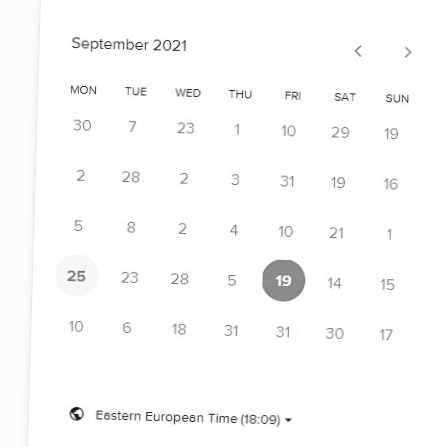 September 2021
MON TUE WED THU FRI SAT SUN
30 7 23 1 10 29 19
2 28 2 3 31 19 16
5 8 2 4 10 21 1
25 23 28 5 19 14 15
10 6 18 31 31 30 17
Eastern European Time (18:09)